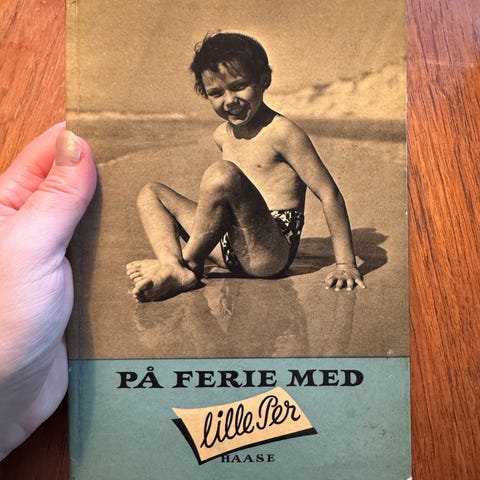 PÅ FERIE MED
lille Per
HAASE